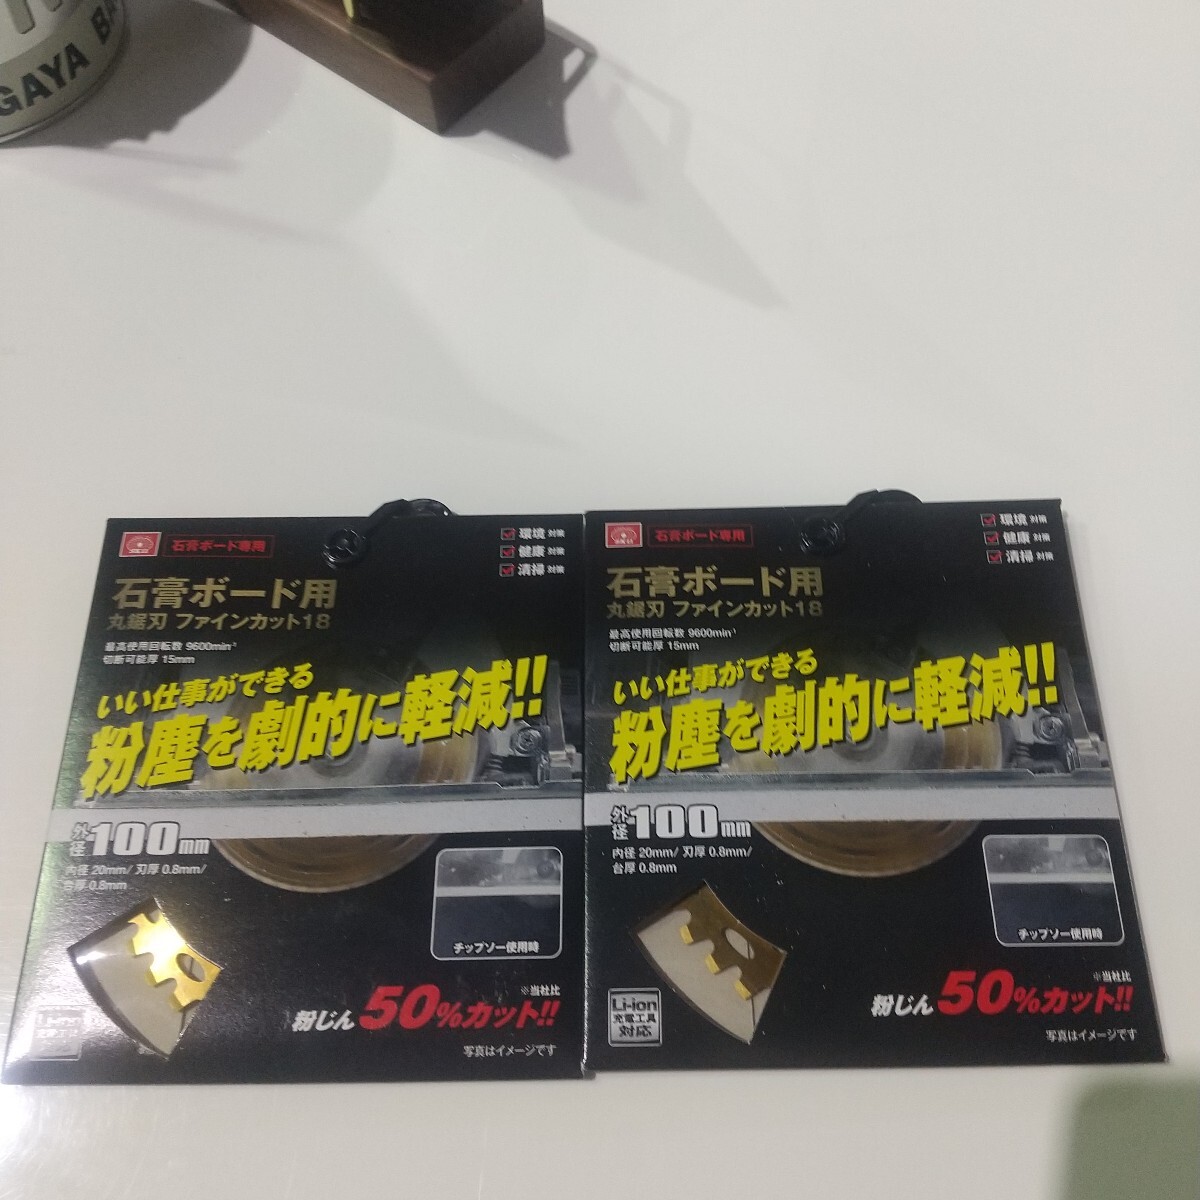 GAYA BA
石膏ボード専用
環境対策
健康対策
清掃対策
石膏ボード用
丸鋸刃 ファインカット18
最高使用回転数 9600min⁻¹
切断可能厚 15mm
いい仕事ができる
粉塵を劇的に軽減!!
外径100mm
内径 20mm/ 刃厚 0.8mm/
台厚 0.8mm
チップソー使用時
※当社比
粉じん50%カット!!
Li-ion
写真はイメージです
石膏ボード専用
環境対策
健康対策
清掃対策
石膏ボード用
丸鋸刃 ファインカット18
最高使用回転数 9600min⁻¹
切断可能厚 15mm
いい仕事ができる
粉塵を劇的に軽減!!
外径100mm
内径 20mm/ 刃厚 0.8mm/
台厚 0.8mm
チップソー使用時
※当社比
粉じん50%カット!!
Li-ion
充電工具
対応
写真はイメージです